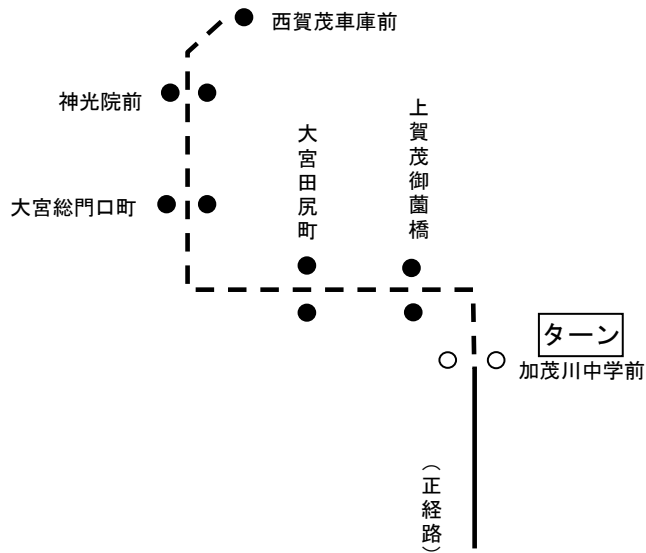 西賀茂車庫前
神光院前
大宮総門口町
大宮田尻町
上賀茂御薗橋
ターン
加茂川中学前
（正経路）